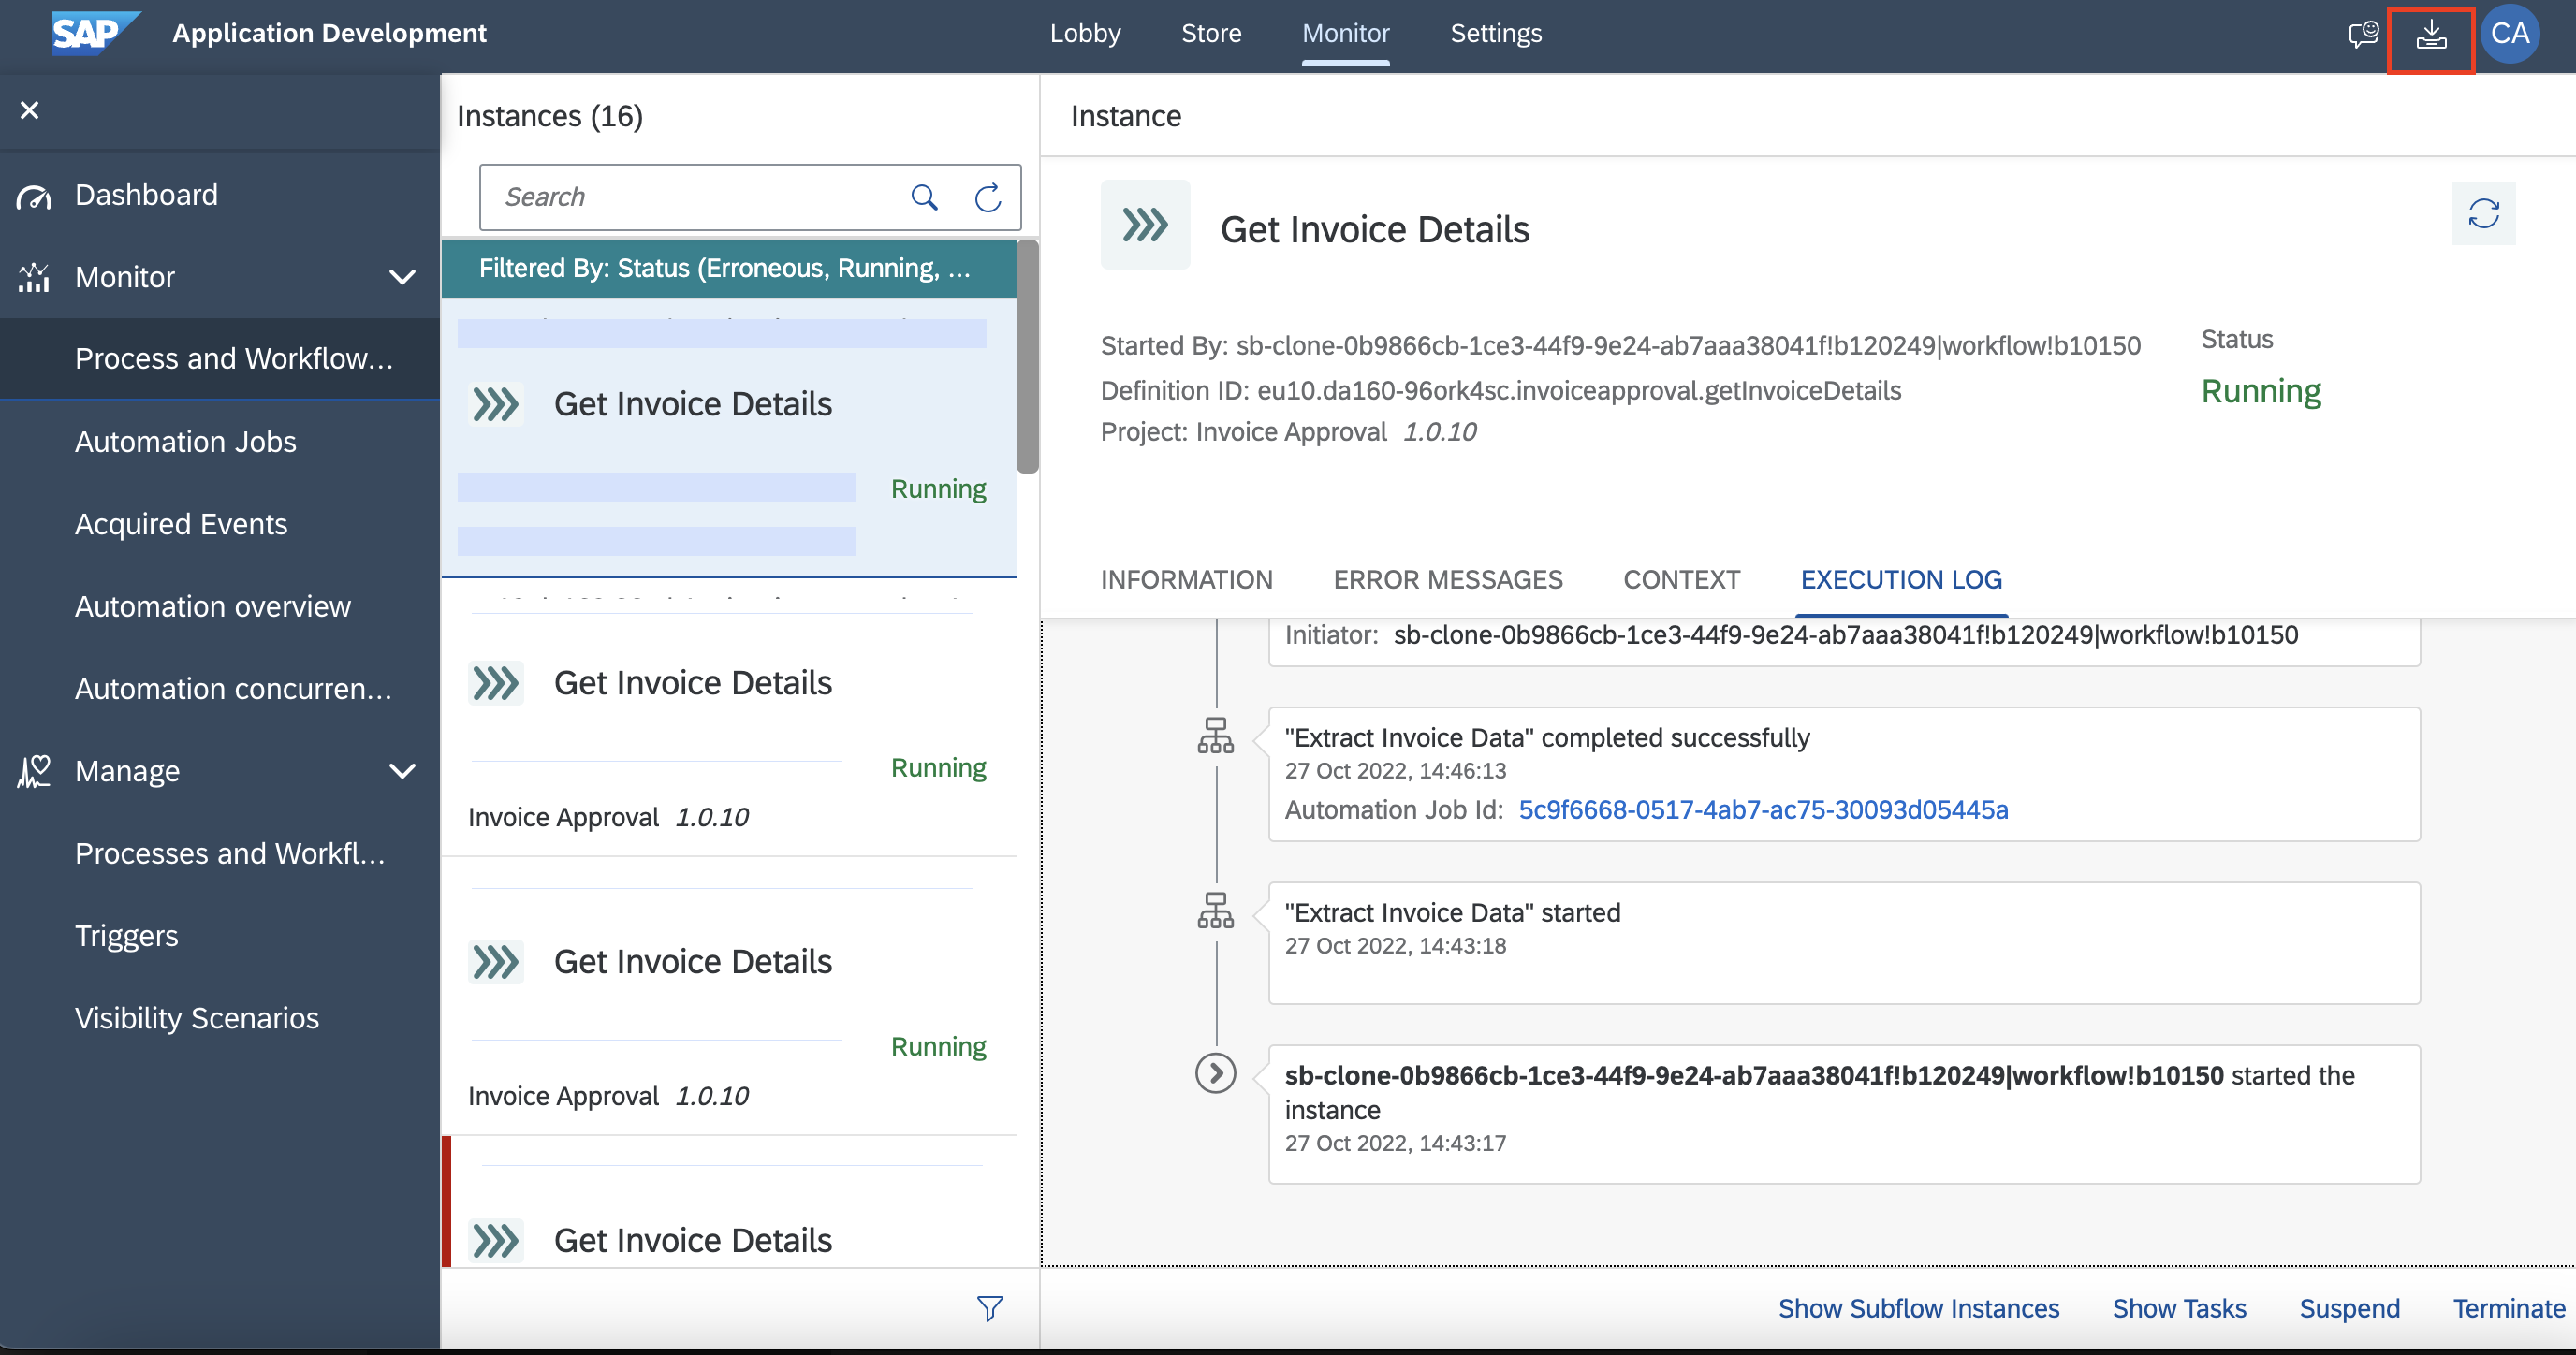 SAP
Application Development
Lobby
Store
Monitor
Settings
CA
Dashboard
Monitor
Process and Workflow...
Automation Jobs
Acquired Events
Automation overview
Automation concurren...
Manage
Processes and Workfl...
Triggers
Visibility Scenarios
Instances (16)
Search
Filtered By: Status (Erroneous, Running, ...
Get Invoice Details
Running
Get Invoice Details
Running
Invoice Approval 1.0.10
Get Invoice Details
Running
Invoice Approval 1.0.10
Get Invoice Details
Instance
Get Invoice Details
Started By: sb-clone-0b9866cb-1ce3-44f9-9e24-ab7aaa38041f!b120249|workflow!b10150
Definition ID: eu10.da160-96ork4sc.invoiceapproval.getInvoiceDetails
Project: Invoice Approval 1.0.10
Status
Running
INFORMATION
ERROR MESSAGES
CONTEXT
EXECUTION LOG
Initiator: sb-clone-0b9866cb-1ce3-44f9-9e24-ab7aaa38041f!b120249|workflow!b10150
"Extract Invoice Data" completed successfully
27 Oct 2022, 14:46:13
Automation Job Id: 5c9f6668-0517-4ab7-ac75-30093d05445a
"Extract Invoice Data" started
27 Oct 2022, 14:43:18
sb-clone-0b9866cb-1ce3-44f9-9e24-ab7aaa38041f!b120249|workflow!b10150 started the
instance
27 Oct 2022, 14:43:17
Show Subflow Instances
Show Tasks
Suspend
Terminate